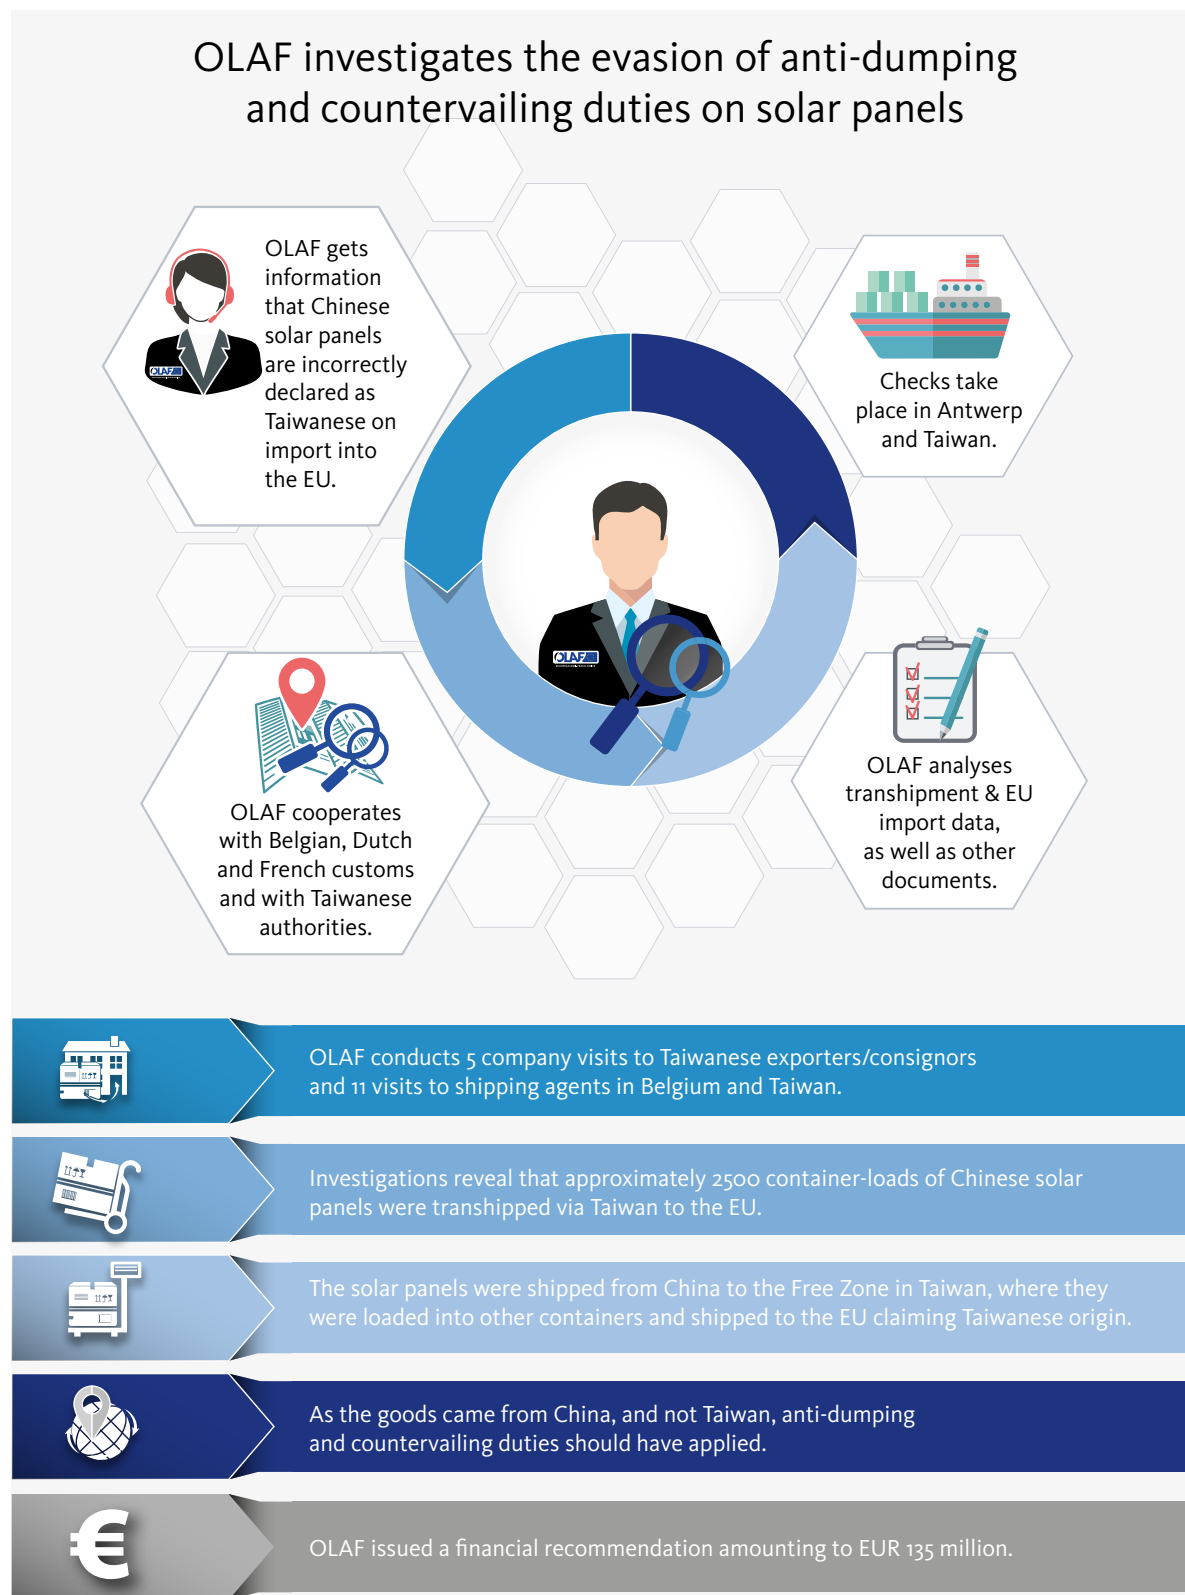 OLAF investigates the evasion of anti-dumping
and countervailing duties on solar panels
OLAF gets
information
that Chinese
solar panels
are incorrectly
declared as
Taiwanese on
import into
the EU.
OLAF
Checks take
place in Antwerp
and Taiwan.
OLAF
OLAF cooperates
with Belgian, Dutch
and French customs
and with Taiwanese
authorities.
OLAF analyses
transhipment & EU
import data,
as well as other
documents.
OLAF conducts 5 company visits to Taiwanese exporters/consignors
and 11 visits to shipping agents in Belgium and Taiwan.
Investigations reveal that approximately 2500 container-loads of Chinese solar
panels were transhipped via Taiwan to the EU.
The solar panels were shipped from China to the Free Zone in Taiwan, where they
were loaded into other containers and shipped to the EU claiming Taiwanese origin.
As the goods came from China, and not Taiwan, anti-dumping
and countervailing duties should have applied.
€
OLAF issued a financial recommendation amounting to EUR 135 million.